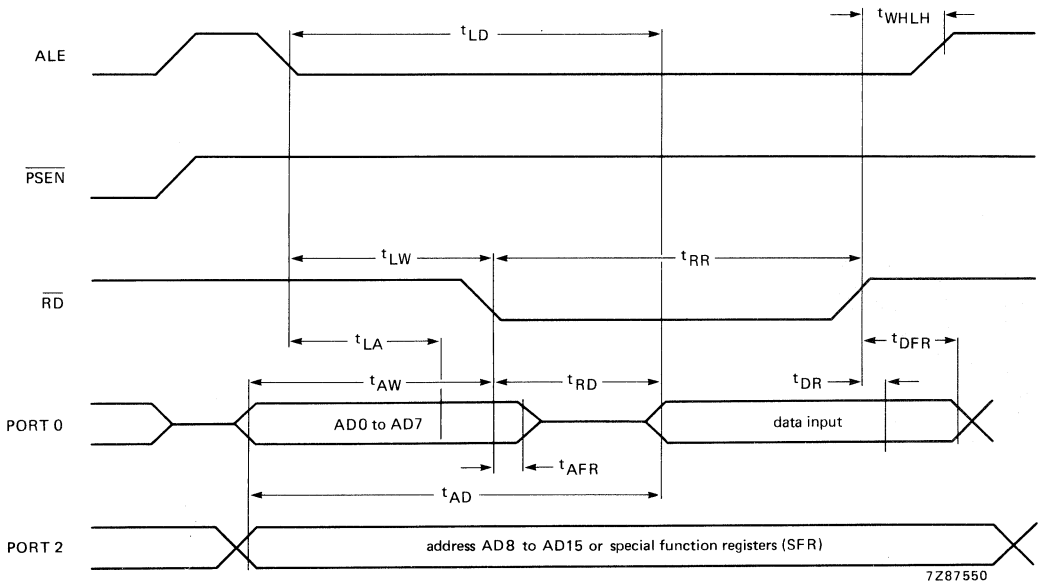 tWHLH
tLD
ALE
PSEN
tLW
tRR
RD
tLA
tDFR
tAW
tRD
tDR
PORT 0
AD0 to AD7
data input
tAFR
tAD
PORT 2
address AD8 to AD15 or special function registers (SFR)
7Z87550